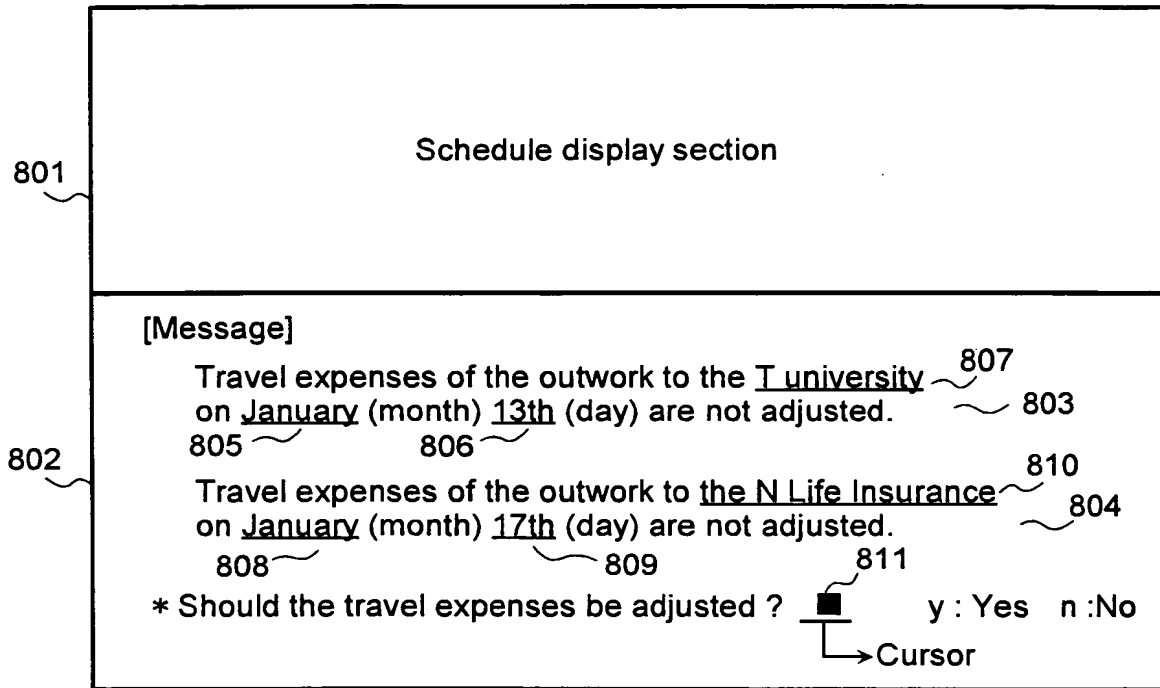 Schedule display section
801
[Message]
Travel expenses of the outwork to the T university 807
on January (month) 13th (day) are not adjusted. 803
805 806
802
Travel expenses of the outwork to the N Life Insurance 810
on January (month) 17th (day) are not adjusted. 804
808 809 811
* Should the travel expenses be adjusted ? y : Yes n :No
Cursor